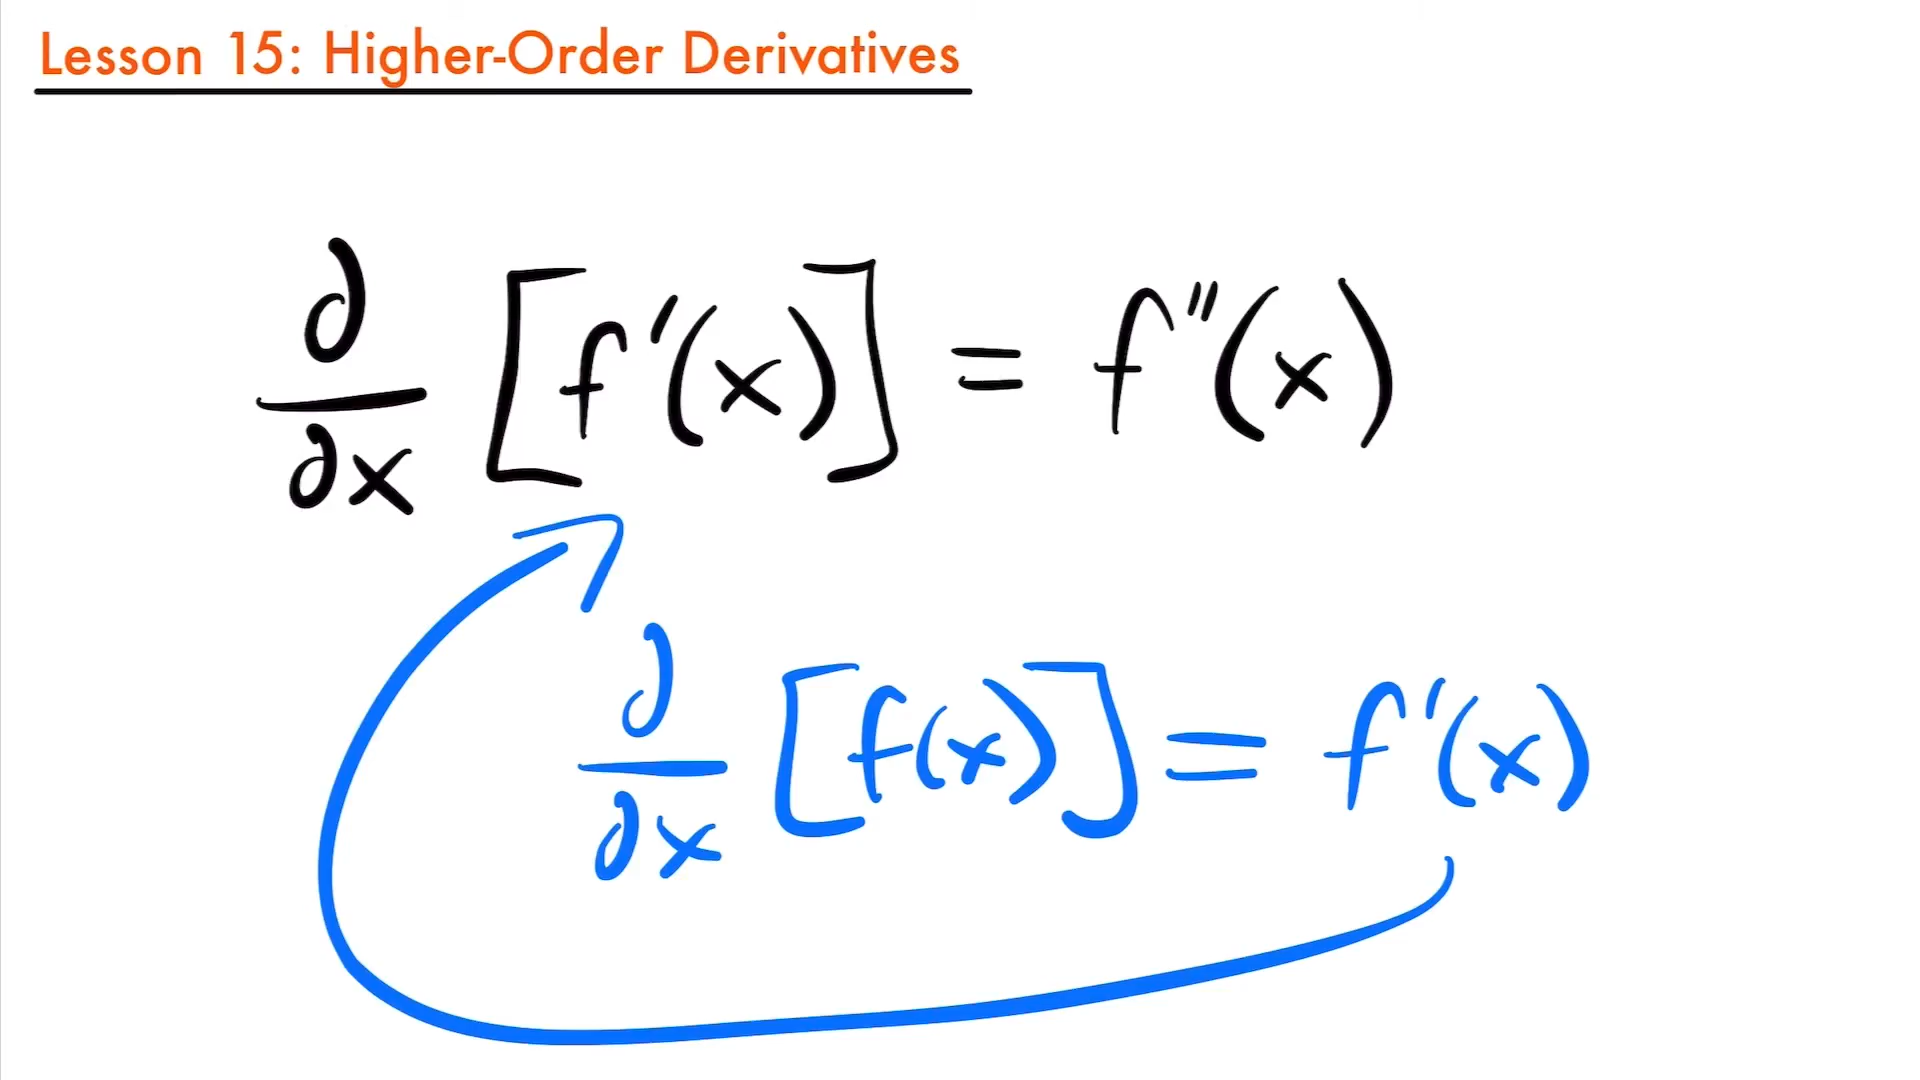 Lesson 15: Higher-Order Derivatives
∂/∂x [f'(x)] = f''(x)
∂/∂x [f(x)] = f'(x)